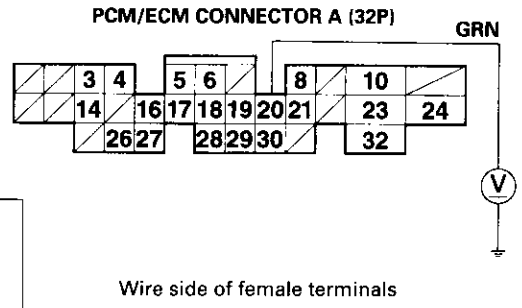 PCM/ECM CONNECTOR A (32P)
GRN
3 4 5 6 8 10
14 16 17 18 19 20 21 23 24
26 27 28 29 30 32
V
Wire side of female terminals